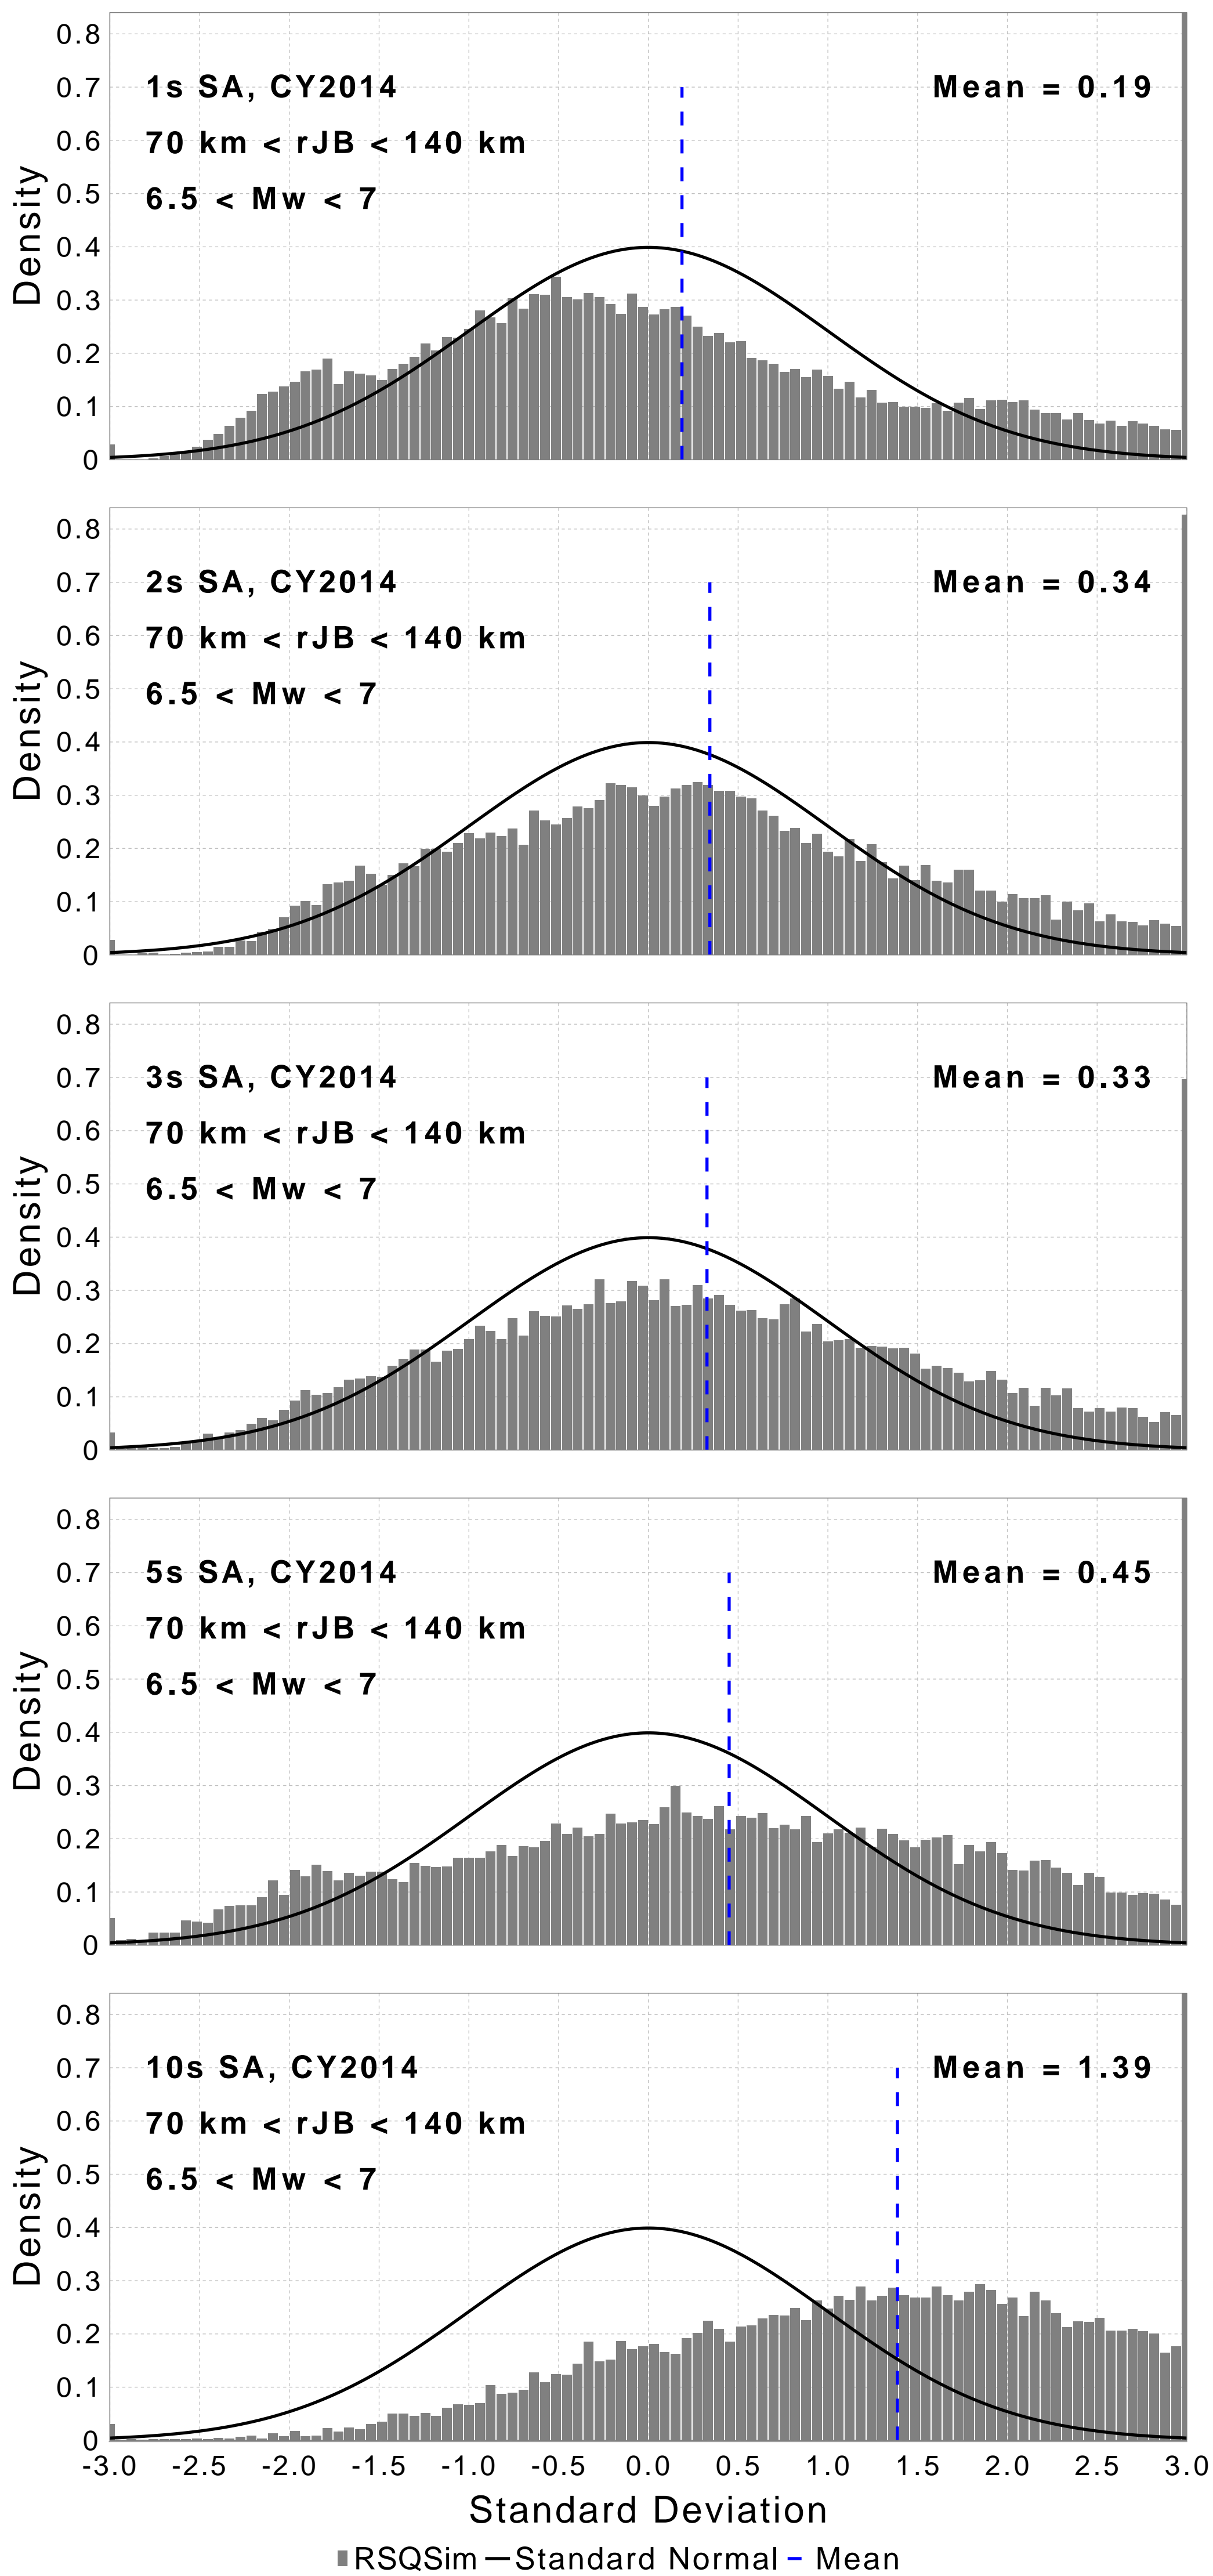 0.8
1s SA, CY2014 Mean = 0.19
0.7
70 km < rJB < 140 km
0.6
6.5 < Mw < 7
0.5
0.4
0.3
0.2
0.1
0
Density
0.8
2s SA, CY2014 Mean = 0.34
0.7
70 km < rJB < 140 km
0.6
6.5 < Mw < 7
0.5
0.4
0.3
0.2
0.1
0
Density
0.8
3s SA, CY2014 Mean = 0.33
0.7
70 km < rJB < 140 km
0.6
6.5 < Mw < 7
0.5
0.4
0.3
0.2
0.1
0
Density
0.8
5s SA, CY2014 Mean = 0.45
0.7
70 km < rJB < 140 km
0.6
6.5 < Mw < 7
0.5
0.4
0.3
0.2
0.1
0
Density
0.8
10s SA, CY2014 Mean = 1.39
0.7
70 km < rJB < 140 km
0.6
6.5 < Mw < 7
0.5
0.4
0.3
0.2
0.1
0
Density
-3.0 -2.5 -2.0 -1.5 -1.0 -0.5 0.0 0.5 1.0 1.5 2.0 2.5 3.0
Standard Deviation
RSQSim Standard Normal Mean